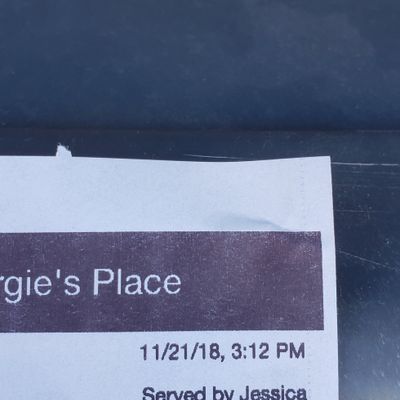 rgie's Place
11/21/18, 3:12 PM
Served by Jessica